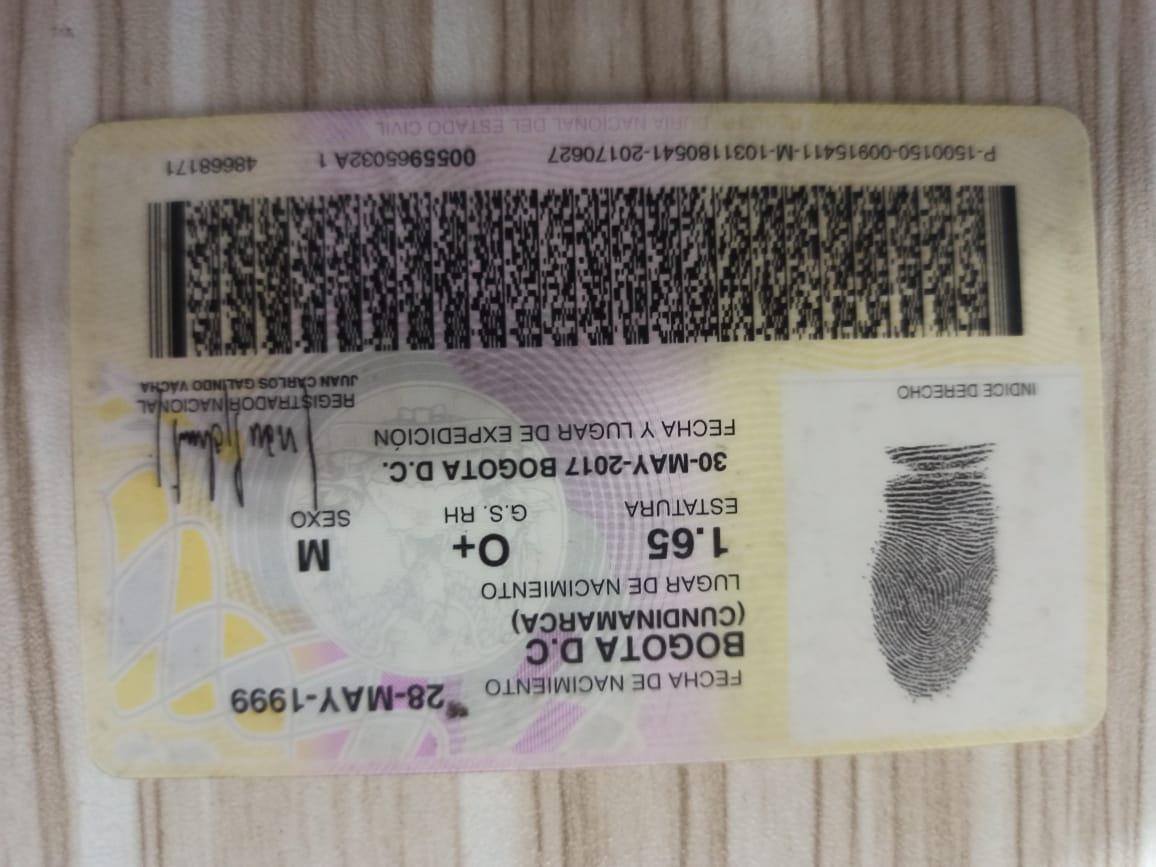 FECHA DE NACIMIENTO 28-MAY-1999
BOGOTA D.C
(CUNDINAMARCA)
LUGAR DE NACIMIENTO
1.65 O+ M
ESTATURA G.S. RH SEXO
30-MAY-2017 BOGOTA D.C.
FECHA Y LUGAR DE EXPEDICIÓN
REGISTRADOR NACIONAL
JUAN CARLOS GALINDO VACHA
INDICE DERECHO
P-1500150-00915411-M-1031180541-20170627 0055965032A 1 48668171
NACIONAL DEL ESTADO CIVIL